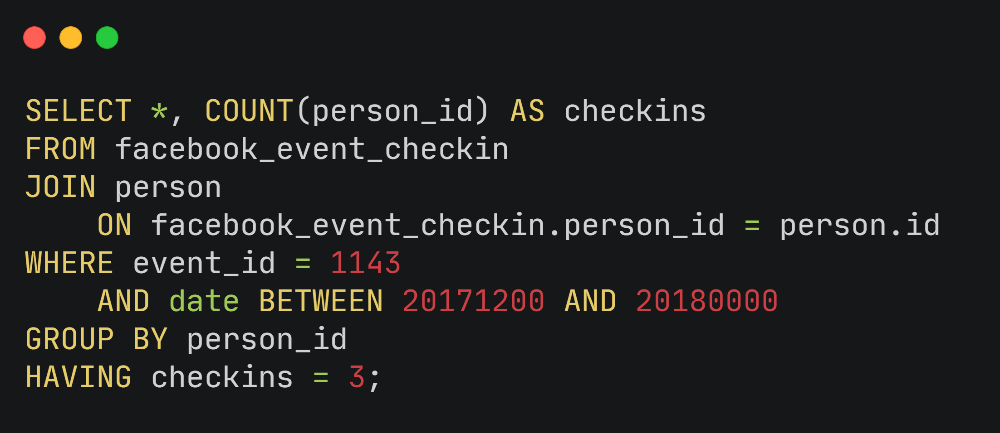 SELECT *, COUNT(person_id) AS checkins
FROM facebook_event_checkin
JOIN person
    ON facebook_event_checkin.person_id = person.id
WHERE event_id = 1143
    AND date BETWEEN 20171200 AND 20180000
GROUP BY person_id
HAVING checkins = 3;